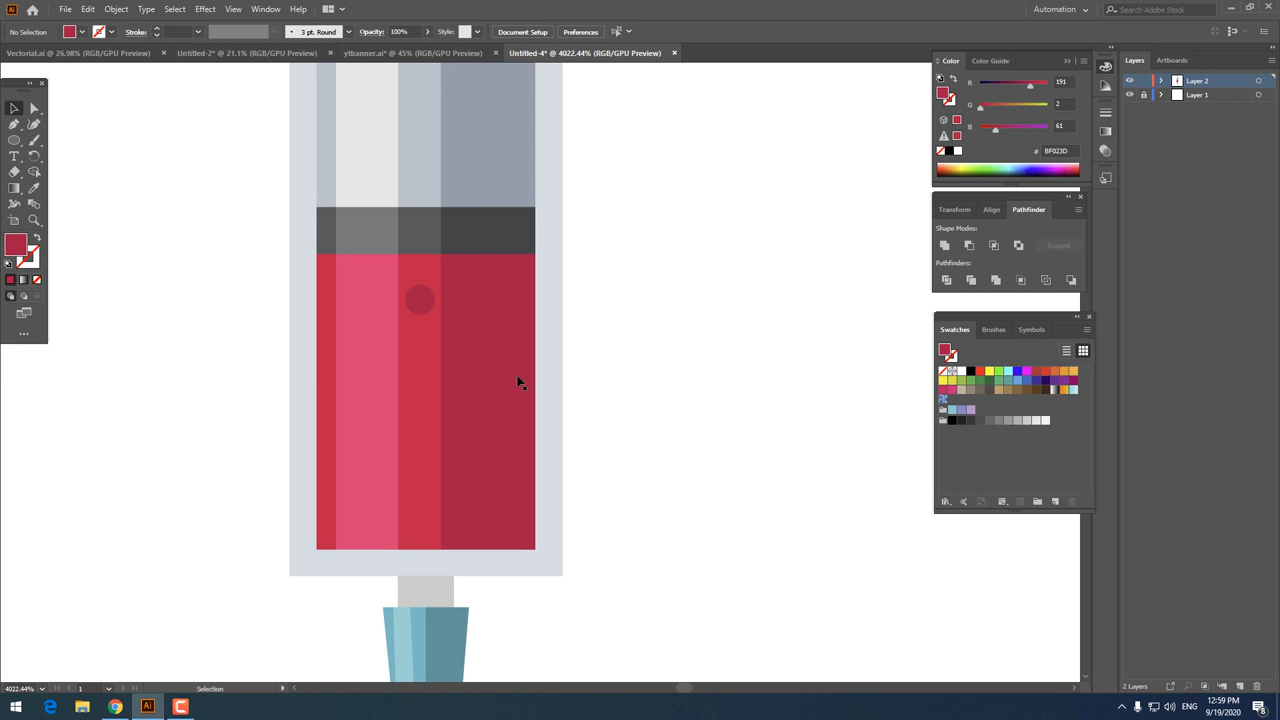 Ai
File Edit Object Type Select Effect View Window Help
Automation
Search Adobe Stock
No Selection
Stroke:
3 pt. Round
Opacity: 100%
Style:
Document Setup
Preferences
VectorIal.ai @ 26.98% (RGB/GPU Preview)
Untitled-2* @ 21.1% (RGB/GPU Preview)
ytbanner.ai* @ 45% (RGB/GPU Preview)
Untitled-4* @ 4022.44% (RGB/GPU Preview)
Color
Color Guide
R 191
G 2
B 61
# BF023D
Layers
Artboards
Layer 2
Layer 1
Transform
Align
Pathfinder
Shape Modes:
Expand
Pathfinders:
Swatches
Brushes
Symbols
4022.44%
1
Selection
2 Layers
Ai
ENG
12:59 PM
9/19/2020